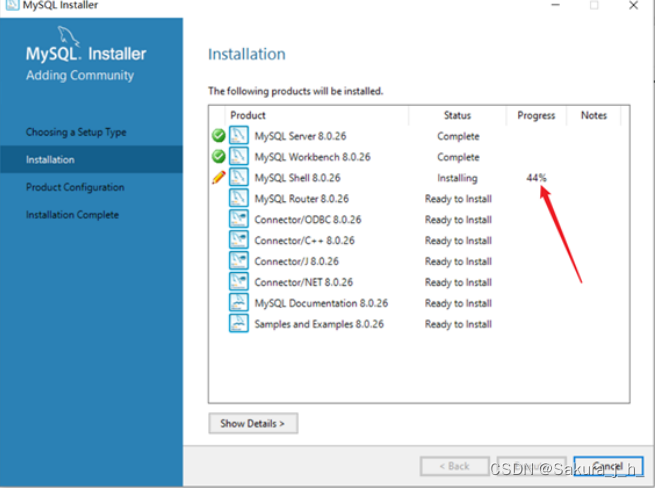 MySQL Installer
MySQL. Installer
Adding Community
Choosing a Setup Type
Installation
Product Configuration
Installation Complete
Installation
The following products will be installed.
Product Status Progress Notes
MySQL Server 8.0.26 Complete
MySQL Workbench 8.0.26 Complete
MySQL Shell 8.0.26 Installing 44%
MySQL Router 8.0.26 Ready to Install
Connector/ODBC 8.0.26 Ready to Install
Connector/C++ 8.0.26 Ready to Install
Connector/J 8.0.26 Ready to Install
Connector/NET 8.0.26 Ready to Install
MySQL Documentation 8.0.26 Ready to Install
Samples and Examples 8.0.26 Ready to Install
Show Details >
< Back Cancel
CSDN @Sakura_j_h_